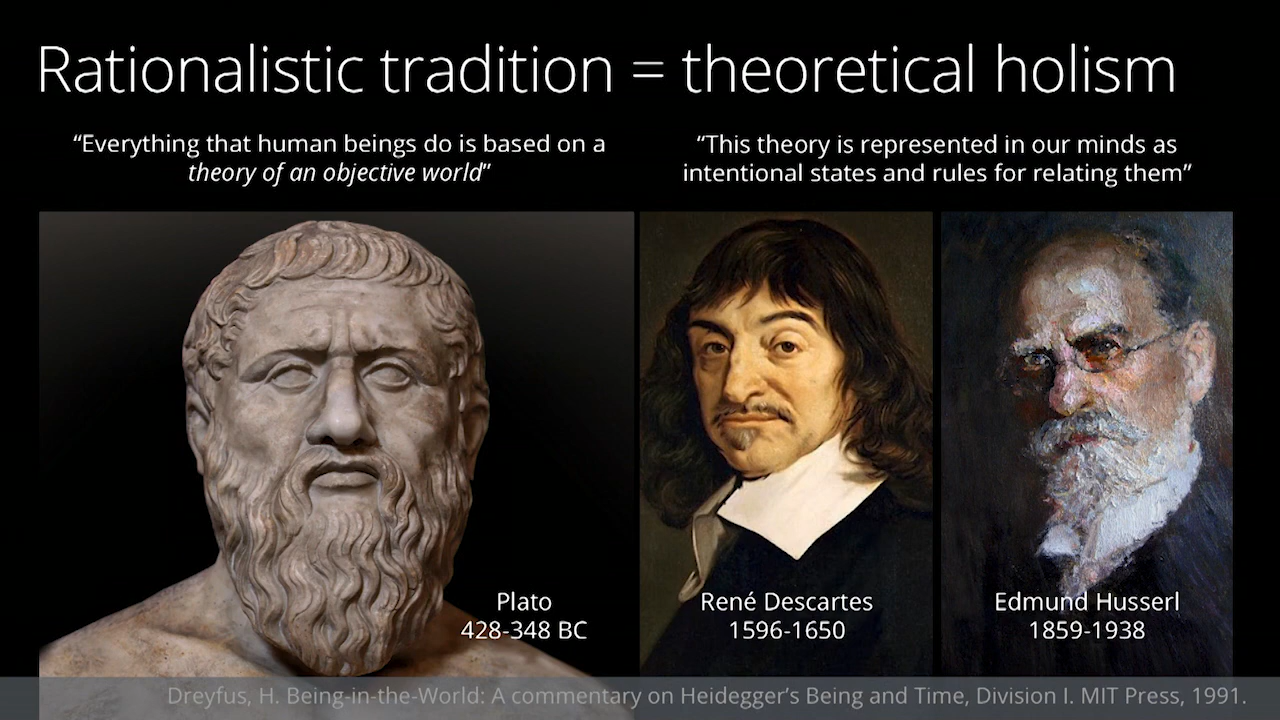 Rationalistic tradition = theoretical holism
“Everything that human beings do is based on a
theory of an objective world”
“This theory is represented in our minds as
intentional states and rules for relating them”
Plato
428-348 BC
René Descartes
1596-1650
Edmund Husserl
1859-1938
Dreyfus, H. Being-in-the-World: A commentary on Heidegger’s Being and Time, Division I. MIT Press, 1991.